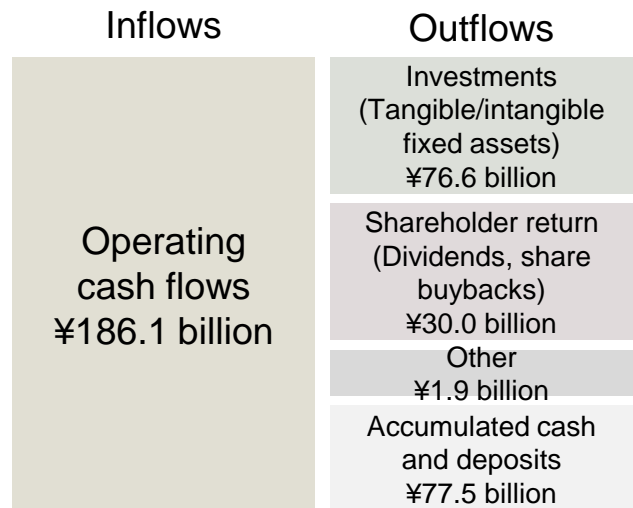 Inflows
Operating
cash flows
¥186.1 billion
Outflows
Investments
(Tangible/intangible
fixed assets)
¥76.6 billion
Shareholder return
(Dividends, share
buybacks)
¥30.0 billion
Other
¥1.9 billion
Accumulated cash
and deposits
¥77.5 billion